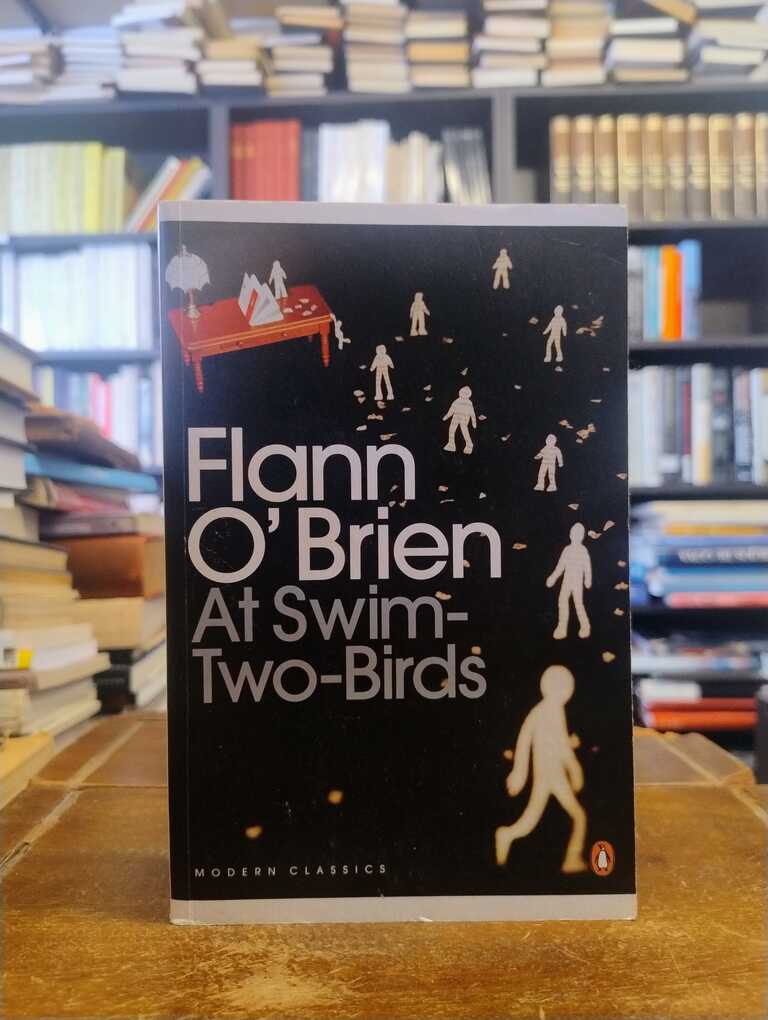 Flann
O'Brien
At Swim-
Two-Birds
MODERN CLASSICS